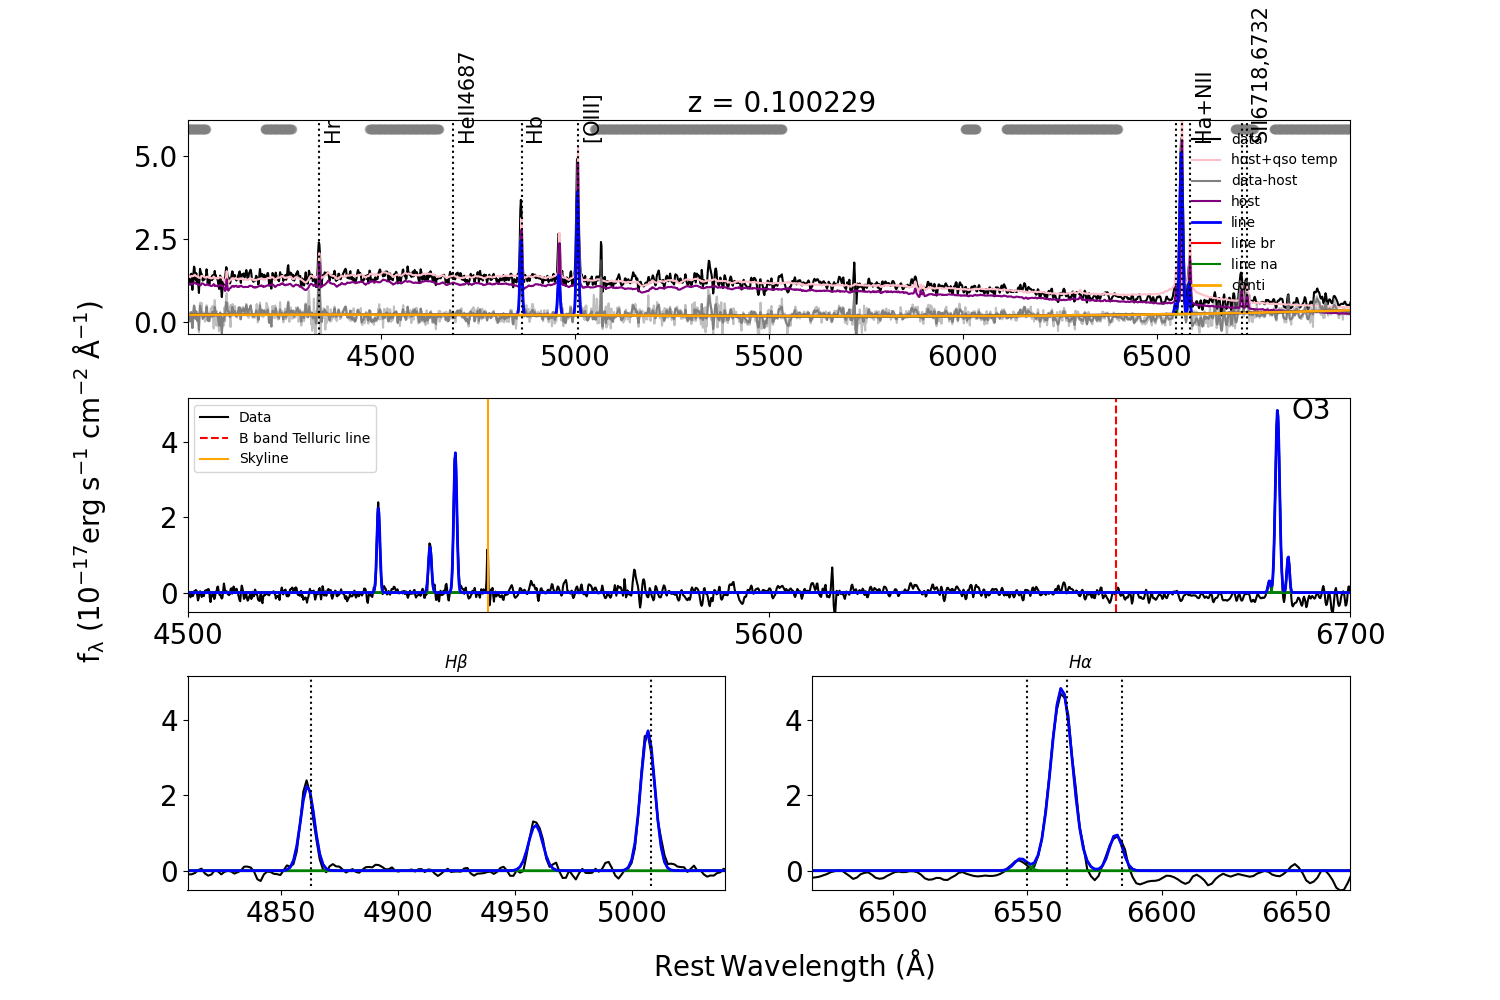 z = 0.100229
Hr
HeII4687
Hb
[OIII]
Ha+NII
SII6718,6732
data
host+qso temp
data-host
host
line
line br
line na
conti
5.0
2.5
0.0
4500 5000 5500 6000 6500
fλ (10⁻¹⁷erg s⁻¹ cm⁻² Å⁻¹)
Data
B band Telluric line
Skyline
O3
4
2
0
4500 5600 6700
Hβ
4
2
0
4850 4900 4950 5000
Hα
4
2
0
6500 6550 6600 6650
Rest Wavelength (Å)